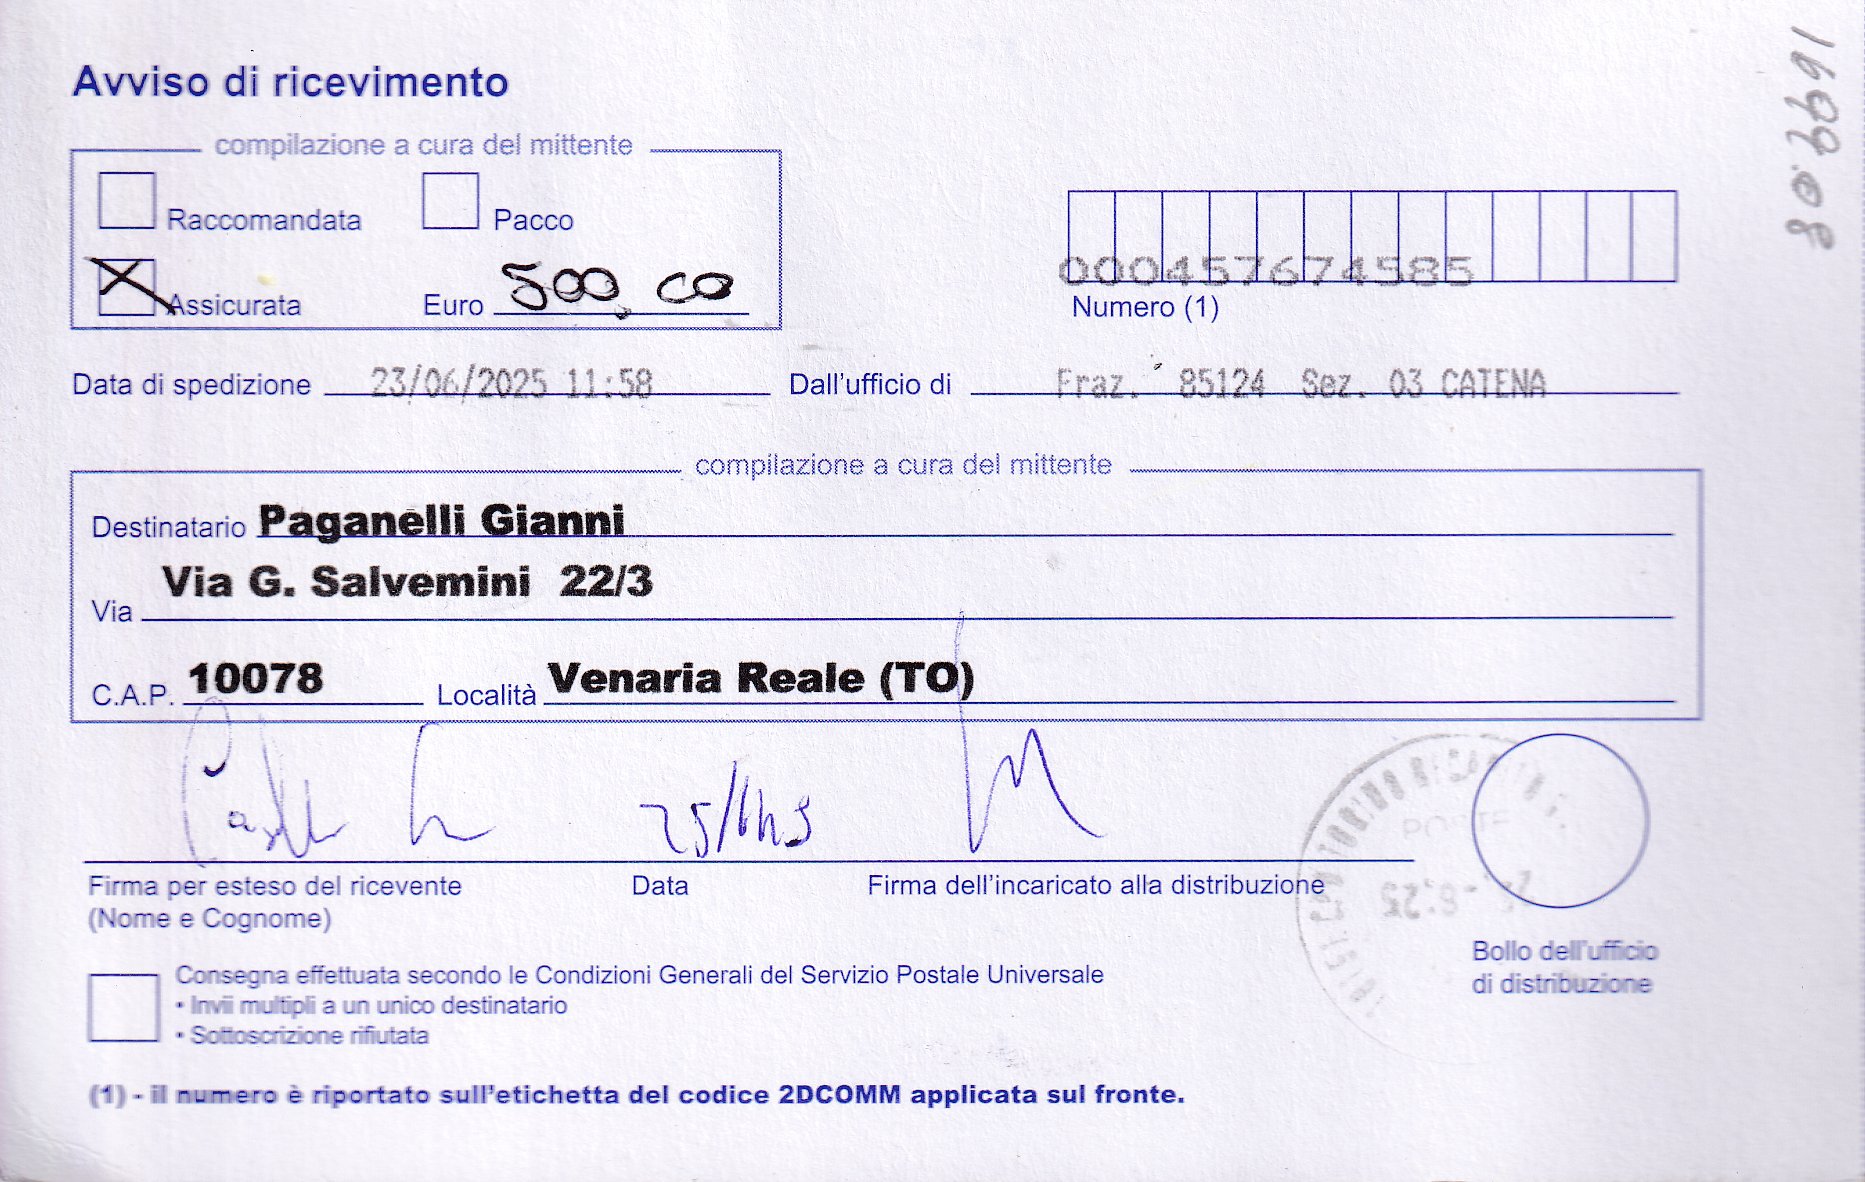 Avviso di ricevimento
compilazione a cura del mittente
Raccomandata Pacco
Assicurata Euro 500,00
000457674585
Numero (1)
1699.08
Data di spedizione 23/06/2025 11:58 Dall'ufficio di Fraz. 85124 Sez. 03 CATENA
compilazione a cura del mittente
Destinatario Paganelli Gianni
Via G. Salvemini 22/3
Via
C.A.P. 10078 Località Venaria Reale (TO)
Firma per esteso del ricevente Data Firma dell'incaricato alla distribuzione
(Nome e Cognome)
Bollo dell'ufficio
di distribuzione
Consegna effettuata secondo le Condizioni Generali del Servizio Postale Universale
• Invii multipli a un unico destinatario
• Sottoscrizione rifiutata
(1) - il numero è riportato sull'etichetta del codice 2DCOMM applicata sul fronte.